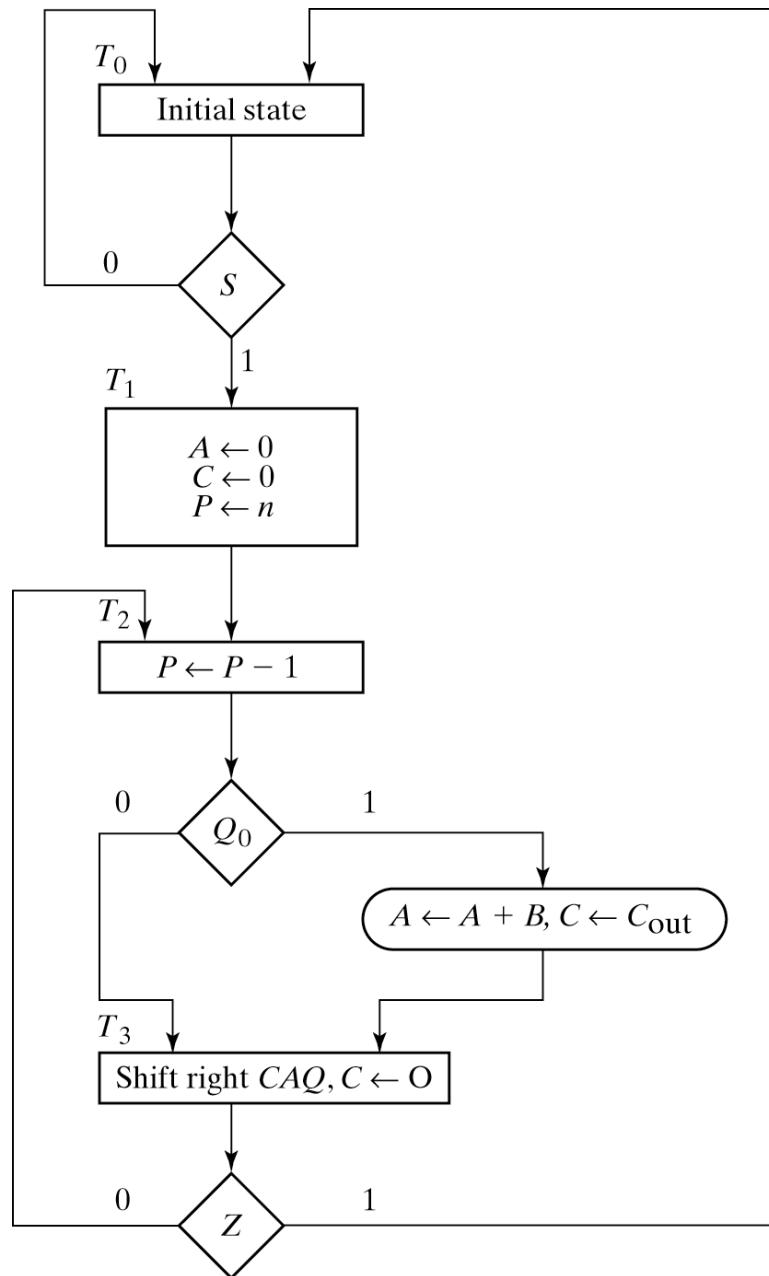 T0
Initial state
0
S
1
T1
A ← 0
C ← 0
P ← n
T2
P ← P − 1
0
1
Q0
A ← A + B, C ← Cout
T3
Shift right CAQ, C ← O
0
1
Z